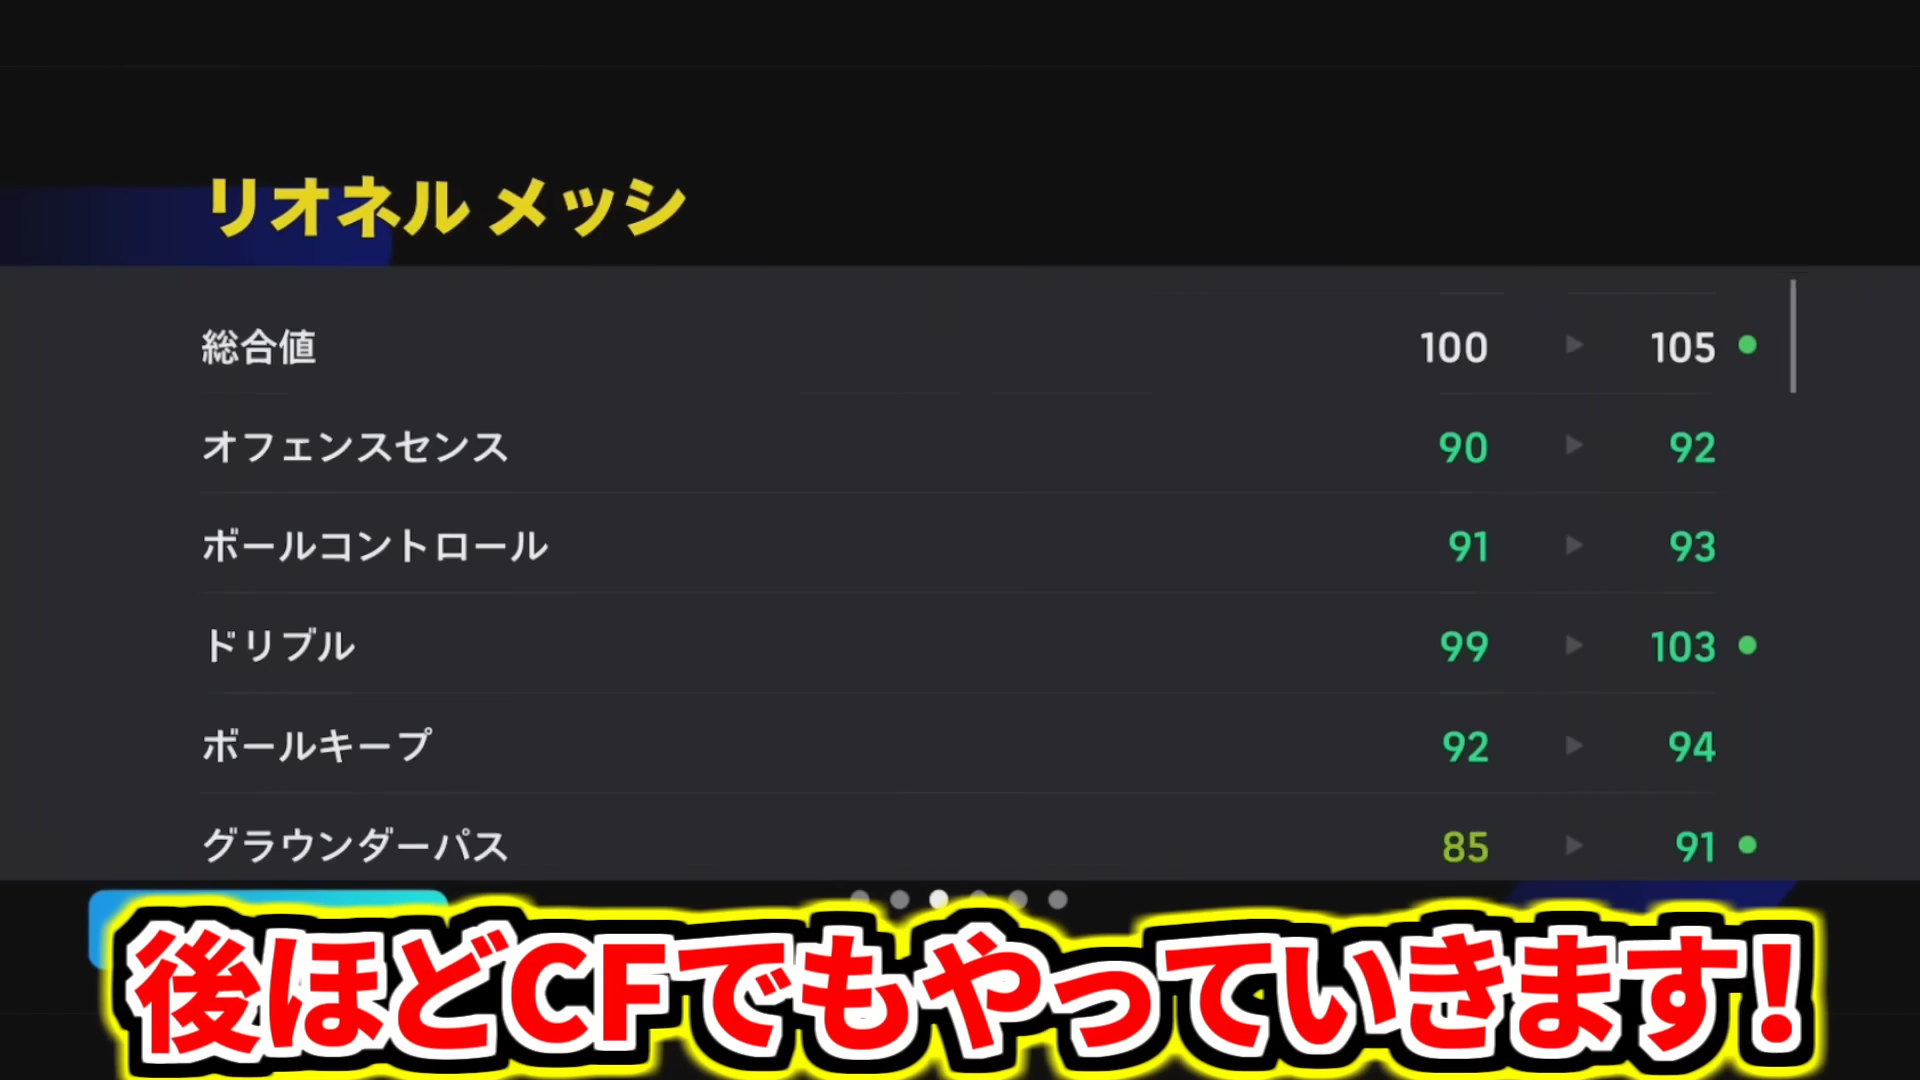 リオネル メッシ
総合値 100 ▶ 105
オフェンスセンス 90 ▶ 92
ボールコントロール 91 ▶ 93
ドリブル 99 ▶ 103
ボールキープ 92 ▶ 94
グラウンダーパス 85 ▶ 91
後ほどCFでもやっていきます!